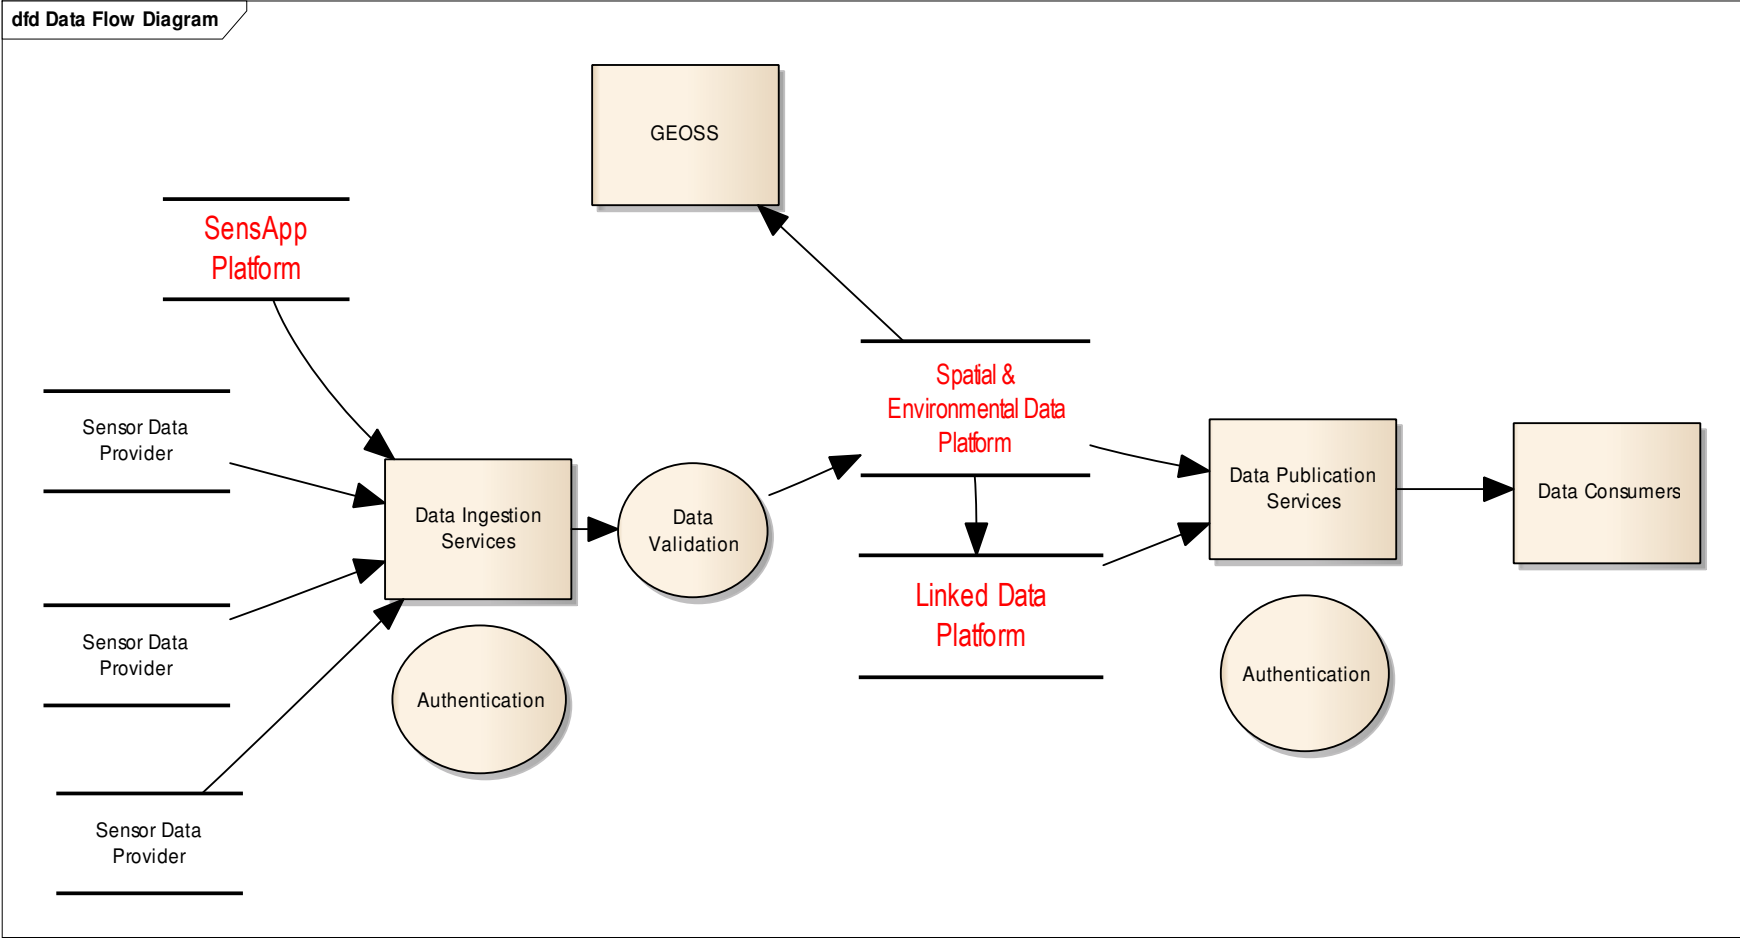 dfd Data Flow Diagram
GEOSS
SensApp
Platform
Sensor Data
Provider
Sensor Data
Provider
Sensor Data
Provider
Data Ingestion
Services
Authentication
Data
Validation
Spatial &
Environmental Data
Platform
Linked Data
Platform
Data Publication
Services
Authentication
Data Consumers